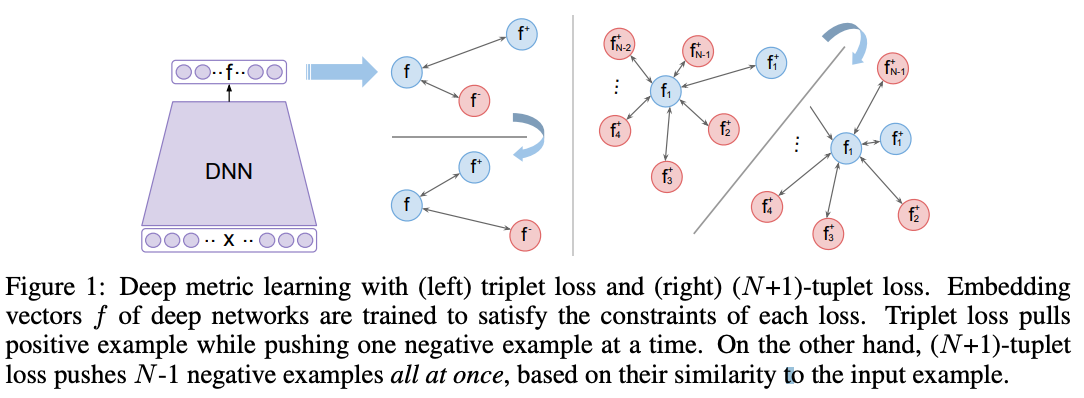 ··f··
DNN
·· X ··
f f⁺ f⁻
f f⁺ f⁻
f⁺N-2 f⁺N-1 f⁺1
⋮ f1
f⁺4 f⁺2
f⁺3
f⁺N-1
⋮ f1 f⁺1
f⁺4 f⁺3 f⁺2
Figure 1: Deep metric learning with (left) triplet loss and (right) (N+1)-tuplet loss. Embedding
vectors f of deep networks are trained to satisfy the constraints of each loss. Triplet loss pulls
positive example while pushing one negative example at a time. On the other hand, (N+1)-tuplet
loss pushes N-1 negative examples all at once, based on their similarity to the input example.